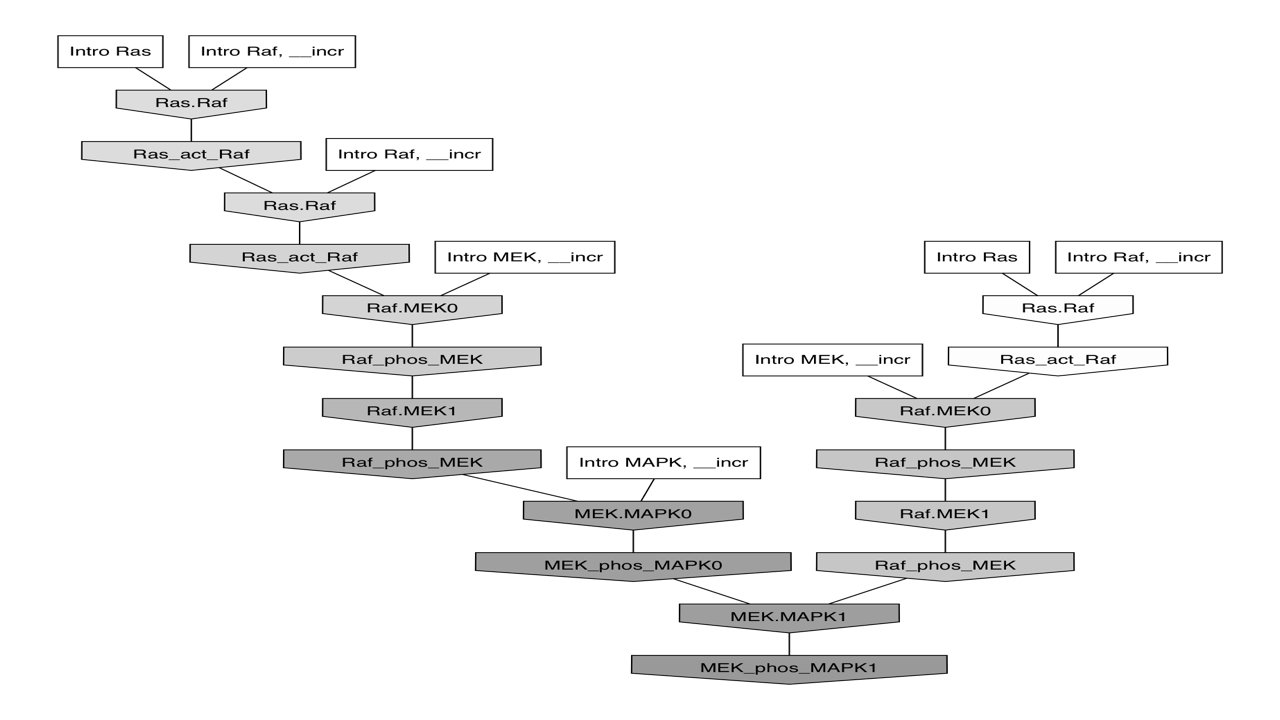 Intro Ras
Intro Raf, __incr
Ras.Raf
Ras_act_Raf
Intro Raf, __incr
Ras.Raf
Ras_act_Raf
Intro MEK, __incr
Intro Ras
Intro Raf, __incr
Raf.MEK0
Ras.Raf
Raf_phos_MEK
Intro MEK, __incr
Ras_act_Raf
Raf.MEK1
Raf.MEK0
Raf_phos_MEK
Intro MAPK, __incr
Raf_phos_MEK
MEK.MAPK0
Raf.MEK1
MEK_phos_MAPK0
Raf_phos_MEK
MEK.MAPK1
MEK_phos_MAPK1